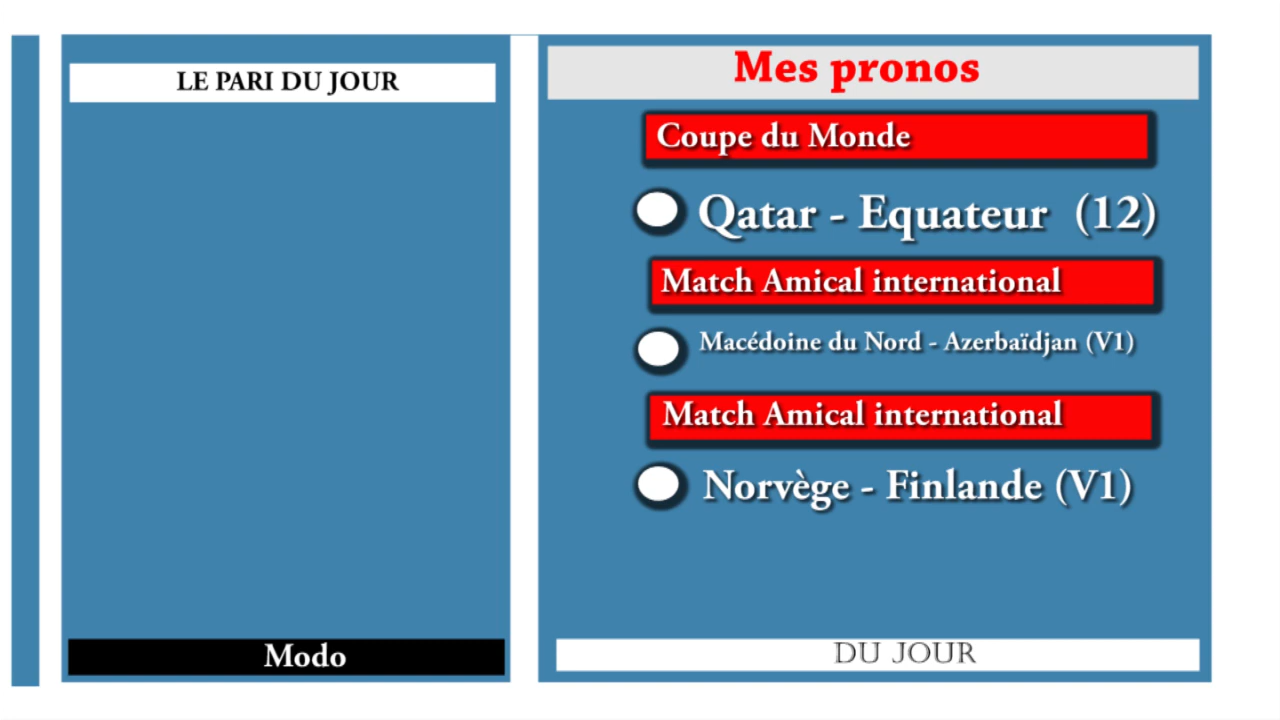 LE PARI DU JOUR
Modo
Mes pronos
Coupe du Monde
Qatar - Equateur (12)
Match Amical international
Macédoine du Nord - Azerbaïdjan (V1)
Match Amical international
Norvège - Finlande (V1)
DU JOUR